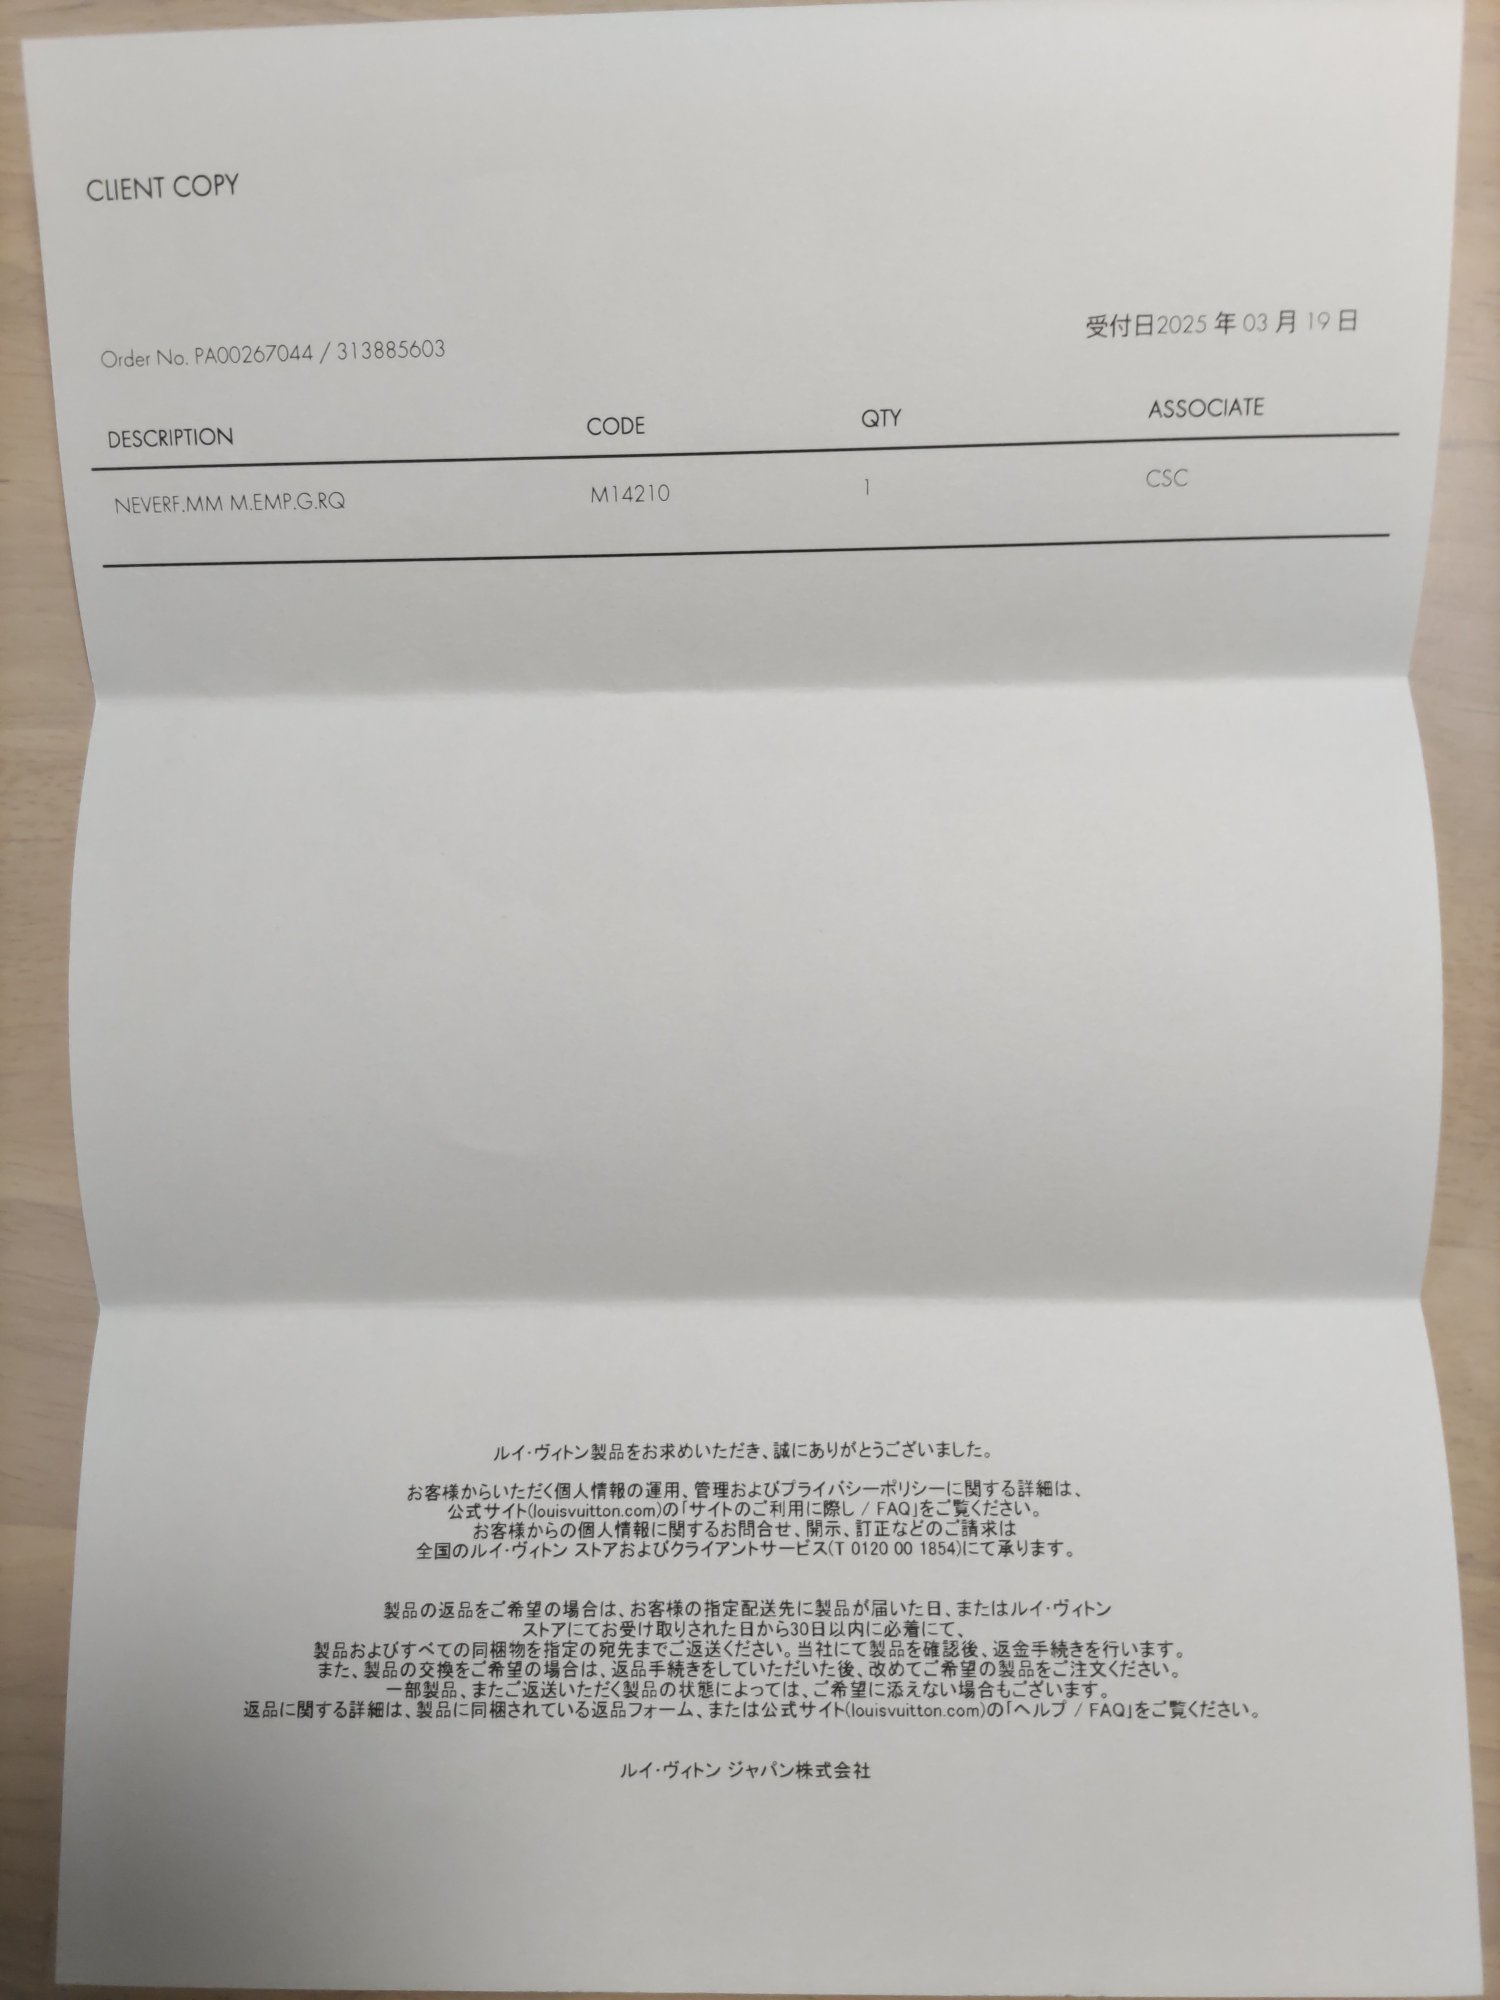 CLIENT COPY
受付日2025 年 03 月 19 日
Order No. PA00267044 / 313885603
DESCRIPTION CODE QTY ASSOCIATE
NEVERF.MM M.EMP.G.RQ M14210 1 CSC
ルイ・ヴィトン製品をお求めいただき、誠にありがとうございました。
お客様からいただく個人情報の運用、管理およびプライバシーポリシーに関する詳細は、
公式サイト(louisvuitton.com)の「サイトのご利用に際し / FAQ」をご覧ください。
お客様からの個人情報に関するお問合せ、開示、訂正などのご請求は
全国のルイ・ヴィトン ストアおよびクライアントサービス(T 0120 00 1854)にて承ります。
製品の返品をご希望の場合は、お客様の指定配送先に製品が届いた日、またはルイ・ヴィトン
ストアにてお受け取りされた日から30日以内に必着にて、
製品およびすべての同梱物を指定の宛先までご返送ください。当社にて製品を確認後、返金手続きを行います。
また、製品の交換をご希望の場合は、返品手続きをしていただいた後、改めてご希望の製品をご注文ください。
一部製品、またご返送いただく製品の状態によっては、ご希望に添えない場合もございます。
返品に関する詳細は、製品に同梱されている返品フォーム、または公式サイト(louisvuitton.com)の「ヘルプ / FAQ」をご覧ください。
ルイ・ヴィトン ジャパン株式会社